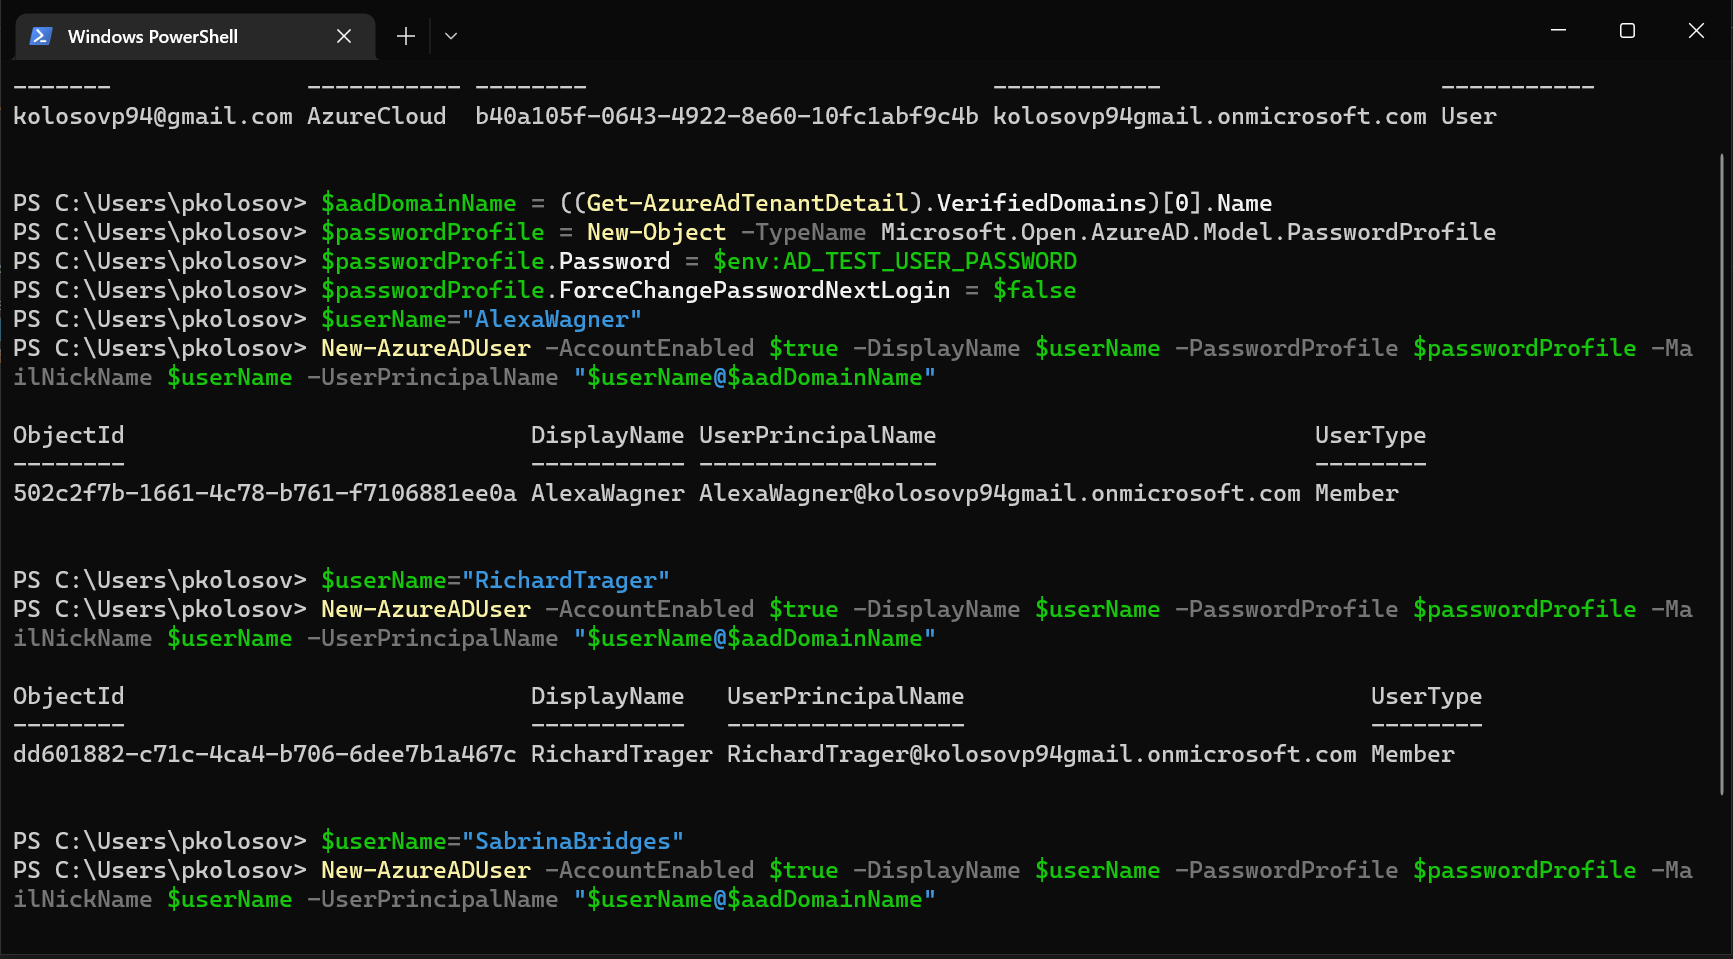 Windows PowerShell
------- ----------- -------- ------------ -----------
kolosovp94@gmail.com AzureCloud b40a105f-0643-4922-8e60-10fc1abf9c4b kolosovp94gmail.onmicrosoft.com User
PS C:\Users\pkolosov> $aadDomainName = ((Get-AzureAdTenantDetail).VerifiedDomains)[0].Name
PS C:\Users\pkolosov> $passwordProfile = New-Object -TypeName Microsoft.Open.AzureAD.Model.PasswordProfile
PS C:\Users\pkolosov> $passwordProfile.Password = $env:AD_TEST_USER_PASSWORD
PS C:\Users\pkolosov> $passwordProfile.ForceChangePasswordNextLogin = $false
PS C:\Users\pkolosov> $userName="AlexaWagner"
PS C:\Users\pkolosov> New-AzureADUser -AccountEnabled $true -DisplayName $userName -PasswordProfile $passwordProfile -Ma
ilNickName $userName -UserPrincipalName "$userName@$aadDomainName"
ObjectId DisplayName UserPrincipalName UserType
-------- ----------- ----------------- --------
502c2f7b-1661-4c78-b761-f7106881ee0a AlexaWagner AlexaWagner@kolosovp94gmail.onmicrosoft.com Member
PS C:\Users\pkolosov> $userName="RichardTrager"
PS C:\Users\pkolosov> New-AzureADUser -AccountEnabled $true -DisplayName $userName -PasswordProfile $passwordProfile -Ma
ilNickName $userName -UserPrincipalName "$userName@$aadDomainName"
ObjectId DisplayName UserPrincipalName UserType
-------- ----------- ----------------- --------
dd601882-c71c-4ca4-b706-6dee7b1a467c RichardTrager RichardTrager@kolosovp94gmail.onmicrosoft.com Member
PS C:\Users\pkolosov> $userName="SabrinaBridges"
PS C:\Users\pkolosov> New-AzureADUser -AccountEnabled $true -DisplayName $userName -PasswordProfile $passwordProfile -Ma
ilNickName $userName -UserPrincipalName "$userName@$aadDomainName"